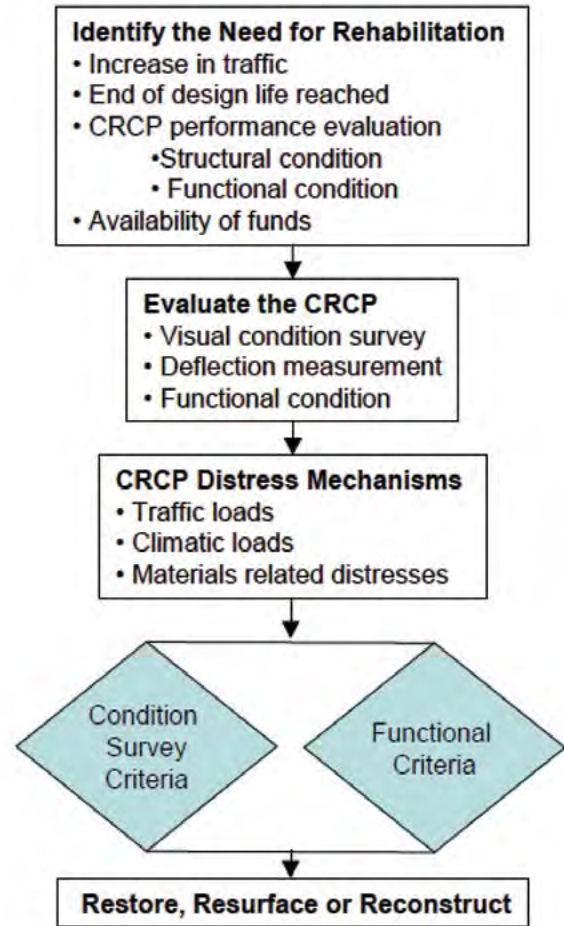 Identify the Need for Rehabilitation
• Increase in traffic
• End of design life reached
• CRCP performance evaluation
•Structural condition
• Functional condition
• Availability of funds
Evaluate the CRCP
• Visual condition survey
• Deflection measurement
• Functional condition
CRCP Distress Mechanisms
• Traffic loads
• Climatic loads
• Materials related distresses
Condition
Survey
Criteria
Functional
Criteria
Restore, Resurface or Reconstruct